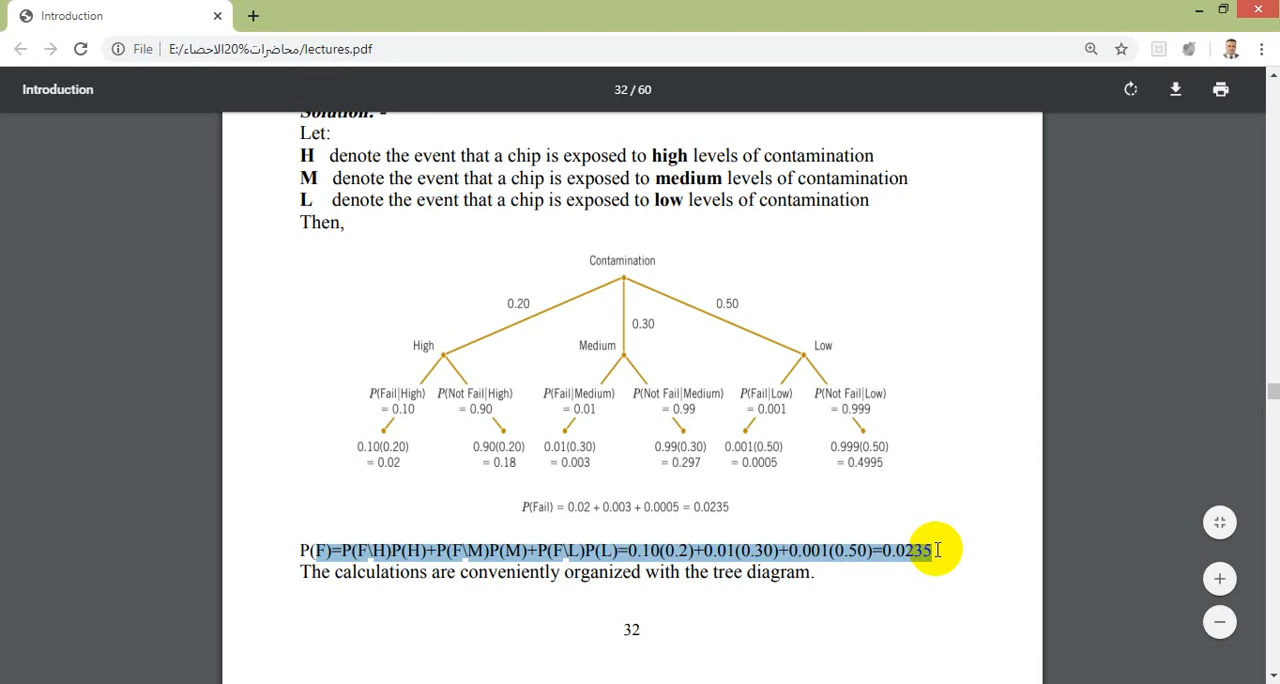 Introduction
File E:/محاضرات%20الاحصاء/lectures.pdf
Introduction
32 / 60
Solution: -
Let:
H denote the event that a chip is exposed to high levels of contamination
M denote the event that a chip is exposed to medium levels of contamination
L denote the event that a chip is exposed to low levels of contamination
Then,
Contamination
0.20 0.50
0.30
High Medium Low
P(Fail|High) P(Not Fail|High) P(Fail|Medium) P(Not Fail|Medium) P(Fail|Low) P(Not Fail|Low)
= 0.10 = 0.90 = 0.01 = 0.99 = 0.001 = 0.999
0.10(0.20) 0.90(0.20) 0.01(0.30) 0.99(0.30) 0.001(0.50) 0.999(0.50)
= 0.02 = 0.18 = 0.003 = 0.297 = 0.0005 = 0.4995
P(Fail) = 0.02 + 0.003 + 0.0005 = 0.0235
P(F)=P(F\H)P(H)+P(F\M)P(M)+P(F\L)P(L)=0.10(0.2)+0.01(0.30)+0.001(0.50)=0.0235
The calculations are conveniently organized with the tree diagram.
32